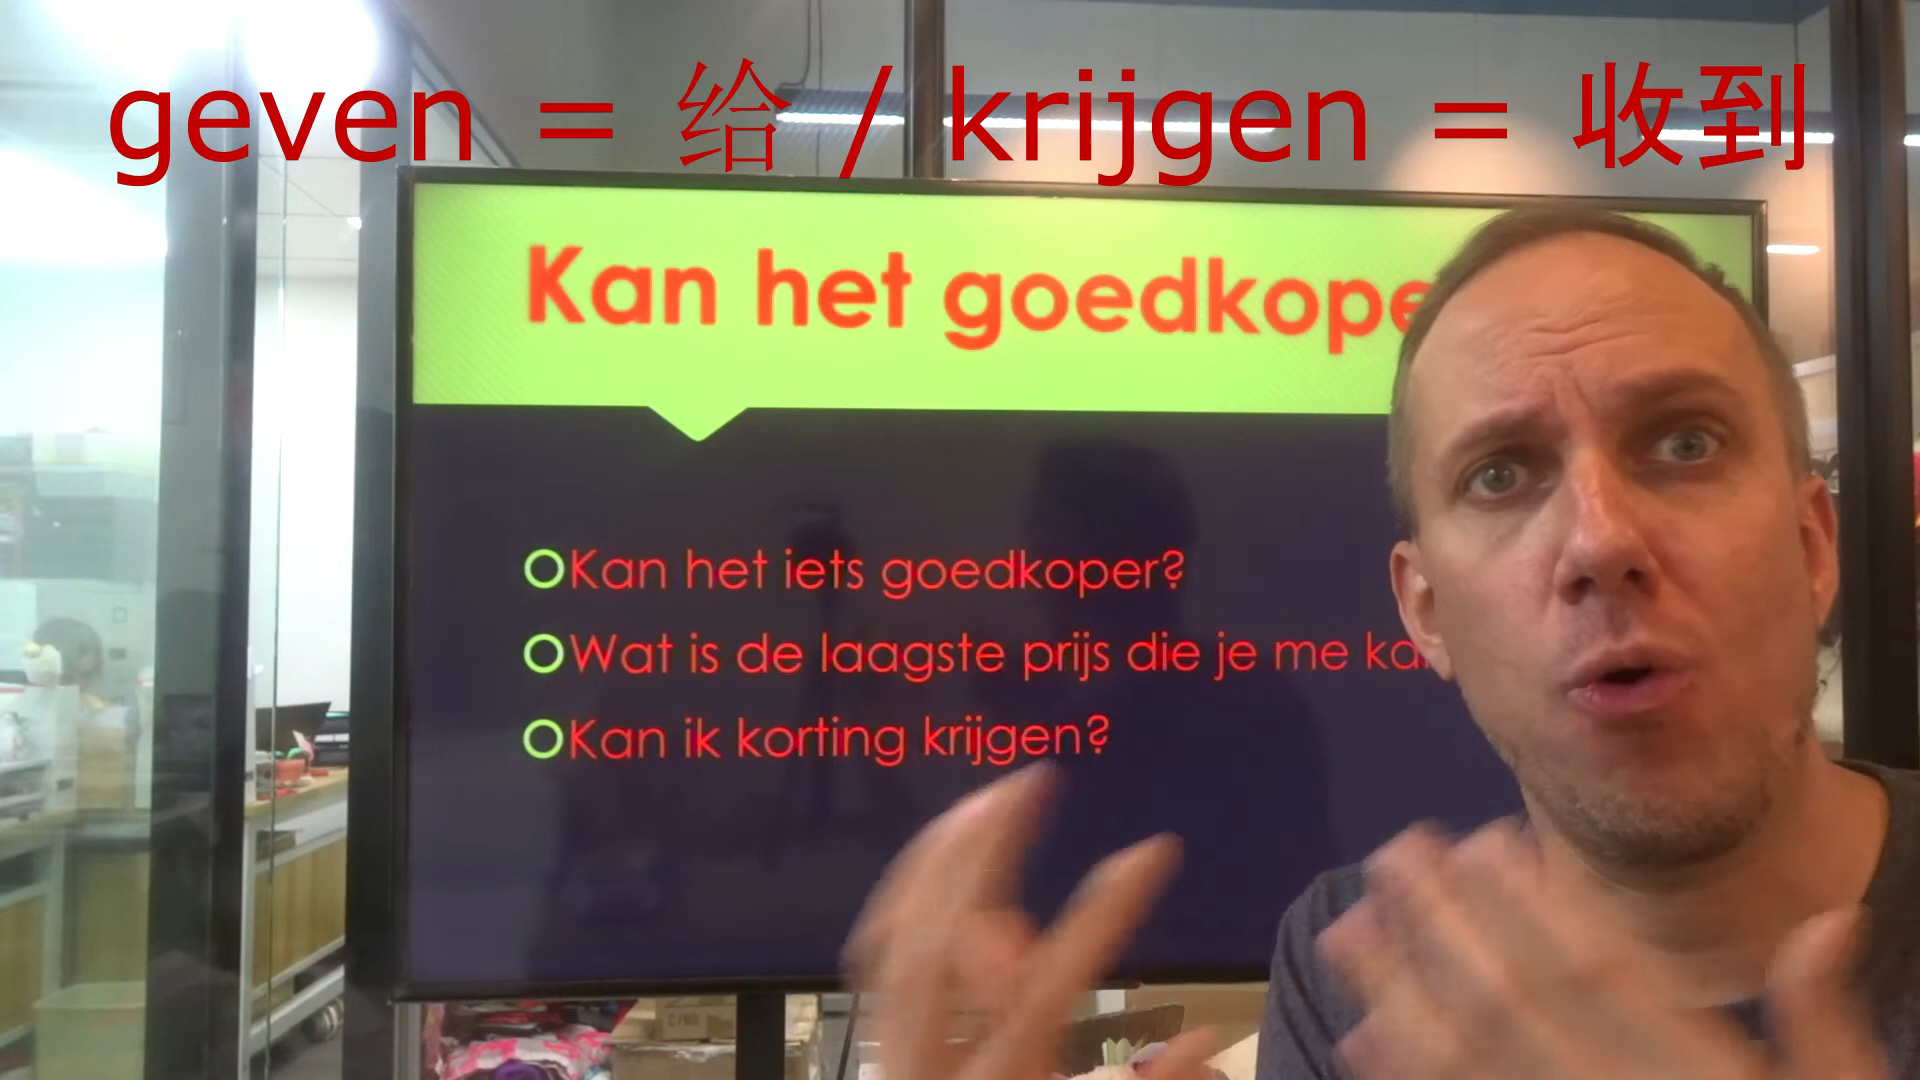 geven = 给 / krijgen = 收到
Kan het goedkope
Kan het iets goedkoper?
Wat is de laagste prijs die je me
Kan ik korting krijgen?